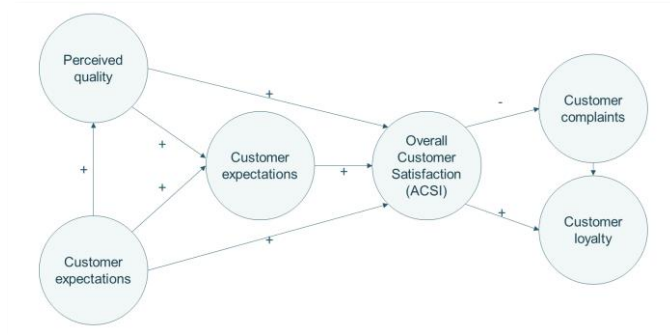 Perceived
quality
+
-
Customer
complaints
+
+
Customer
expectations
+
Overall
Customer
Satisfaction
(ACSI)
+
+
Customer
loyalty
+
Customer
expectations
+